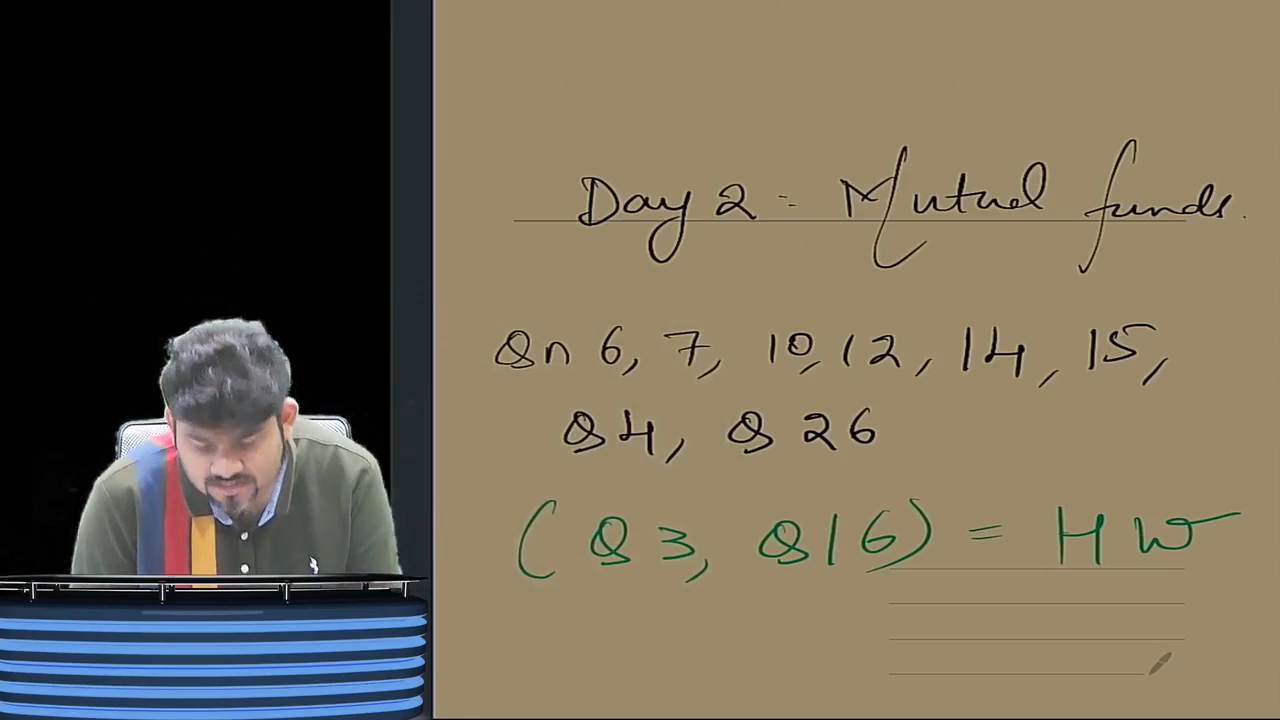 Day 2 - Mutual funds.
Qn 6, 7, 10, 12, 14, 15,
Q4, Q 26
(Q3, Q16) = HW